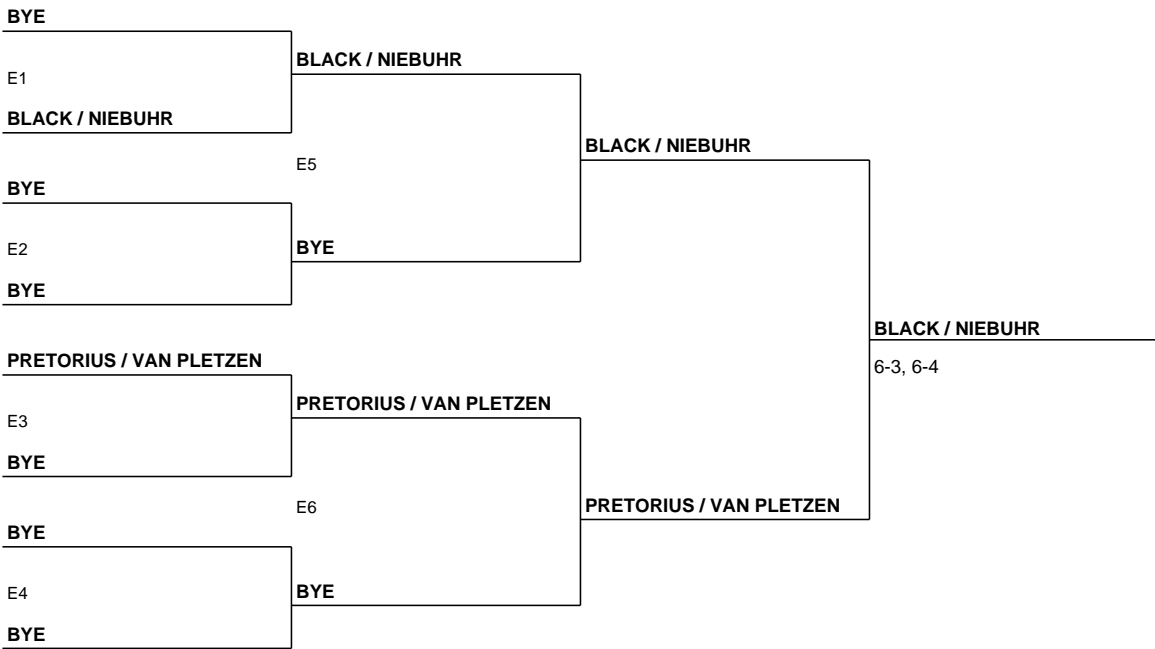 BYE
E1
BLACK / NIEBUHR
BYE
E2
BYE
PRETORIUS / VAN PLETZEN
E3
BYE
BYE
E4
BYE
BLACK / NIEBUHR
E5
BYE
PRETORIUS / VAN PLETZEN
E6
BYE
BLACK / NIEBUHR
PRETORIUS / VAN PLETZEN
BLACK / NIEBUHR
6-3, 6-4